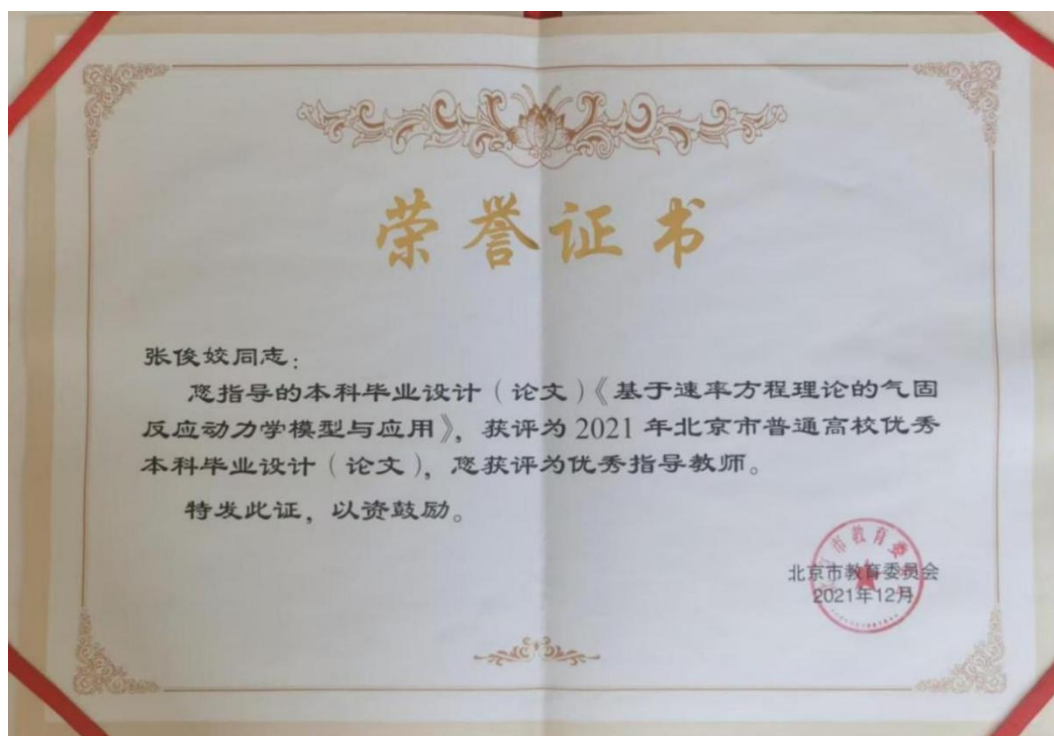 荣誉证书
张俊姣同志：
您指导的本科毕业设计（论文）《基于速率方程理论的气固
反应动力学模型与应用》，获评为 2021 年北京市普通高校优秀
本科毕业设计（论文），您获评为优秀指导教师。
特发此证，以资鼓励。
北京市教育委员会
2021年12月